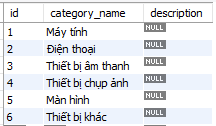 id category_name description
1 Máy tính NULL
2 Điện thoại NULL
3 Thiết bị âm thanh NULL
4 Thiết bị chụp ảnh NULL
5 Màn hình NULL
6 Thiết bị khác NULL